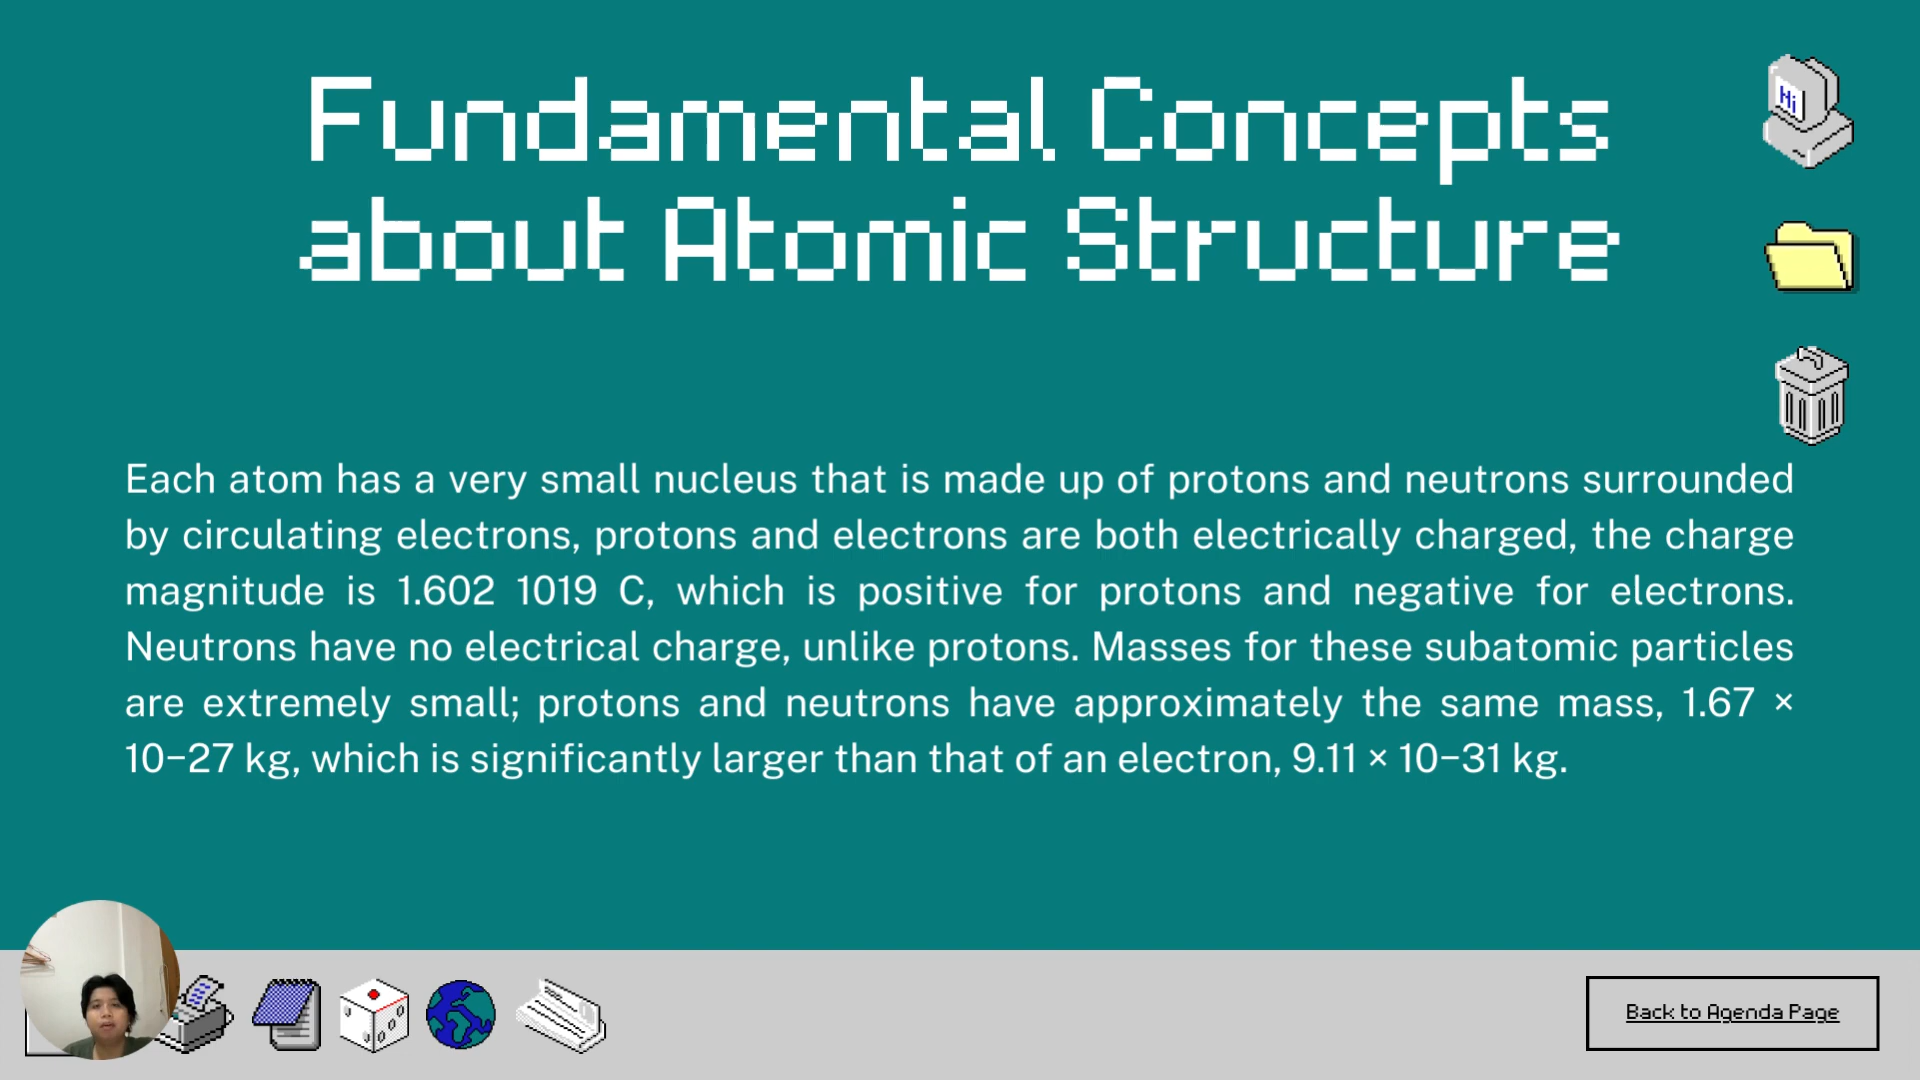 Fundamental Concepts
about Atomic Structure
Hi
Each atom has a very small nucleus that is made up of protons and neutrons surrounded
by circulating electrons, protons and electrons are both electrically charged, the charge
magnitude is 1.602 1019 C, which is positive for protons and negative for electrons.
Neutrons have no electrical charge, unlike protons. Masses for these subatomic particles
are extremely small; protons and neutrons have approximately the same mass, 1.67 ×
10−27 kg, which is significantly larger than that of an electron, 9.11 × 10−31 kg.
Back to Agenda Page